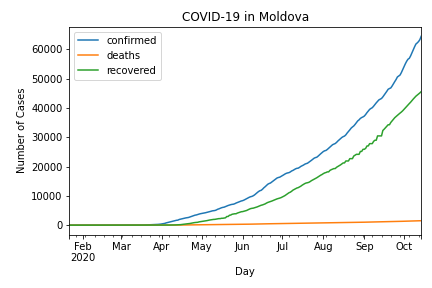 COVID-19 in Moldova
confirmed
deaths
recovered
Number of Cases
60000
50000
40000
30000
20000
10000
0
Feb Mar Apr May Jun Jul Aug Sep Oct
2020
Day